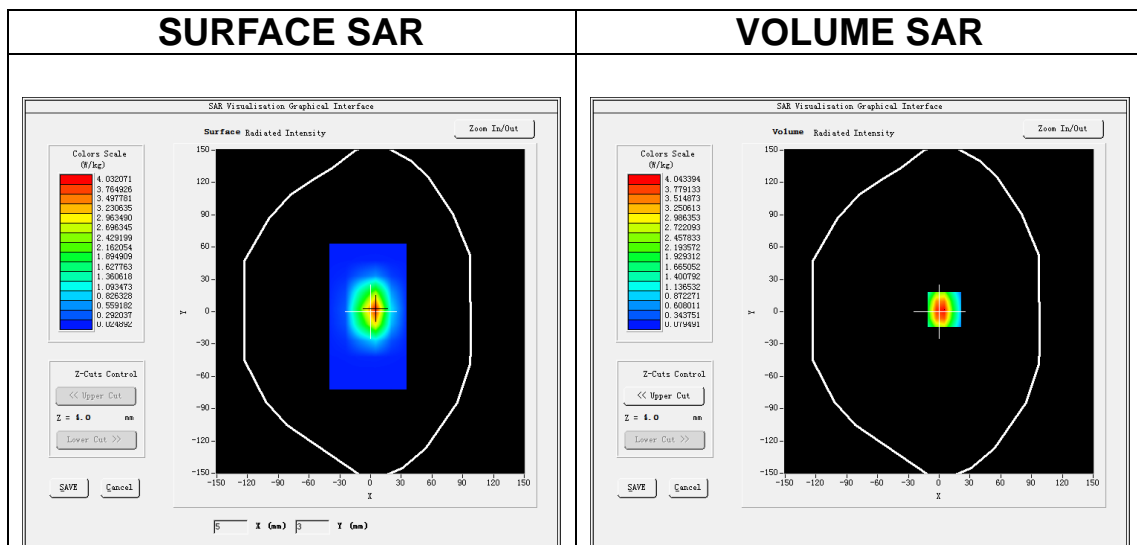 SURFACE SAR
VOLUME SAR
SAR Visualisation Graphical Interface
Surface Radiated Intensity
Zoom In/Out
Colors Scale
(W/kg)
4.032071
3.764926
3.497781
3.230635
2.963490
2.696345
2.429199
2.162054
1.894909
1.627763
1.360618
1.093473
0.826328
0.559182
0.292037
0.024892
Z-Cuts Control
<< Upper Cut
Z = 4.0 mm
Lower Cut >>
SAVE Cancel
150
120
90
60
30
0
-30
-60
-90
-120
-150
Y
-150 -120 -90 -60 -30 0 30 60 90 120 150
X
5 X (mm) 3 Y (mm)
SAR Visualisation Graphical Interface
Volume Radiated Intensity
Zoom In/Out
Colors Scale
(W/kg)
4.043394
3.779133
3.514873
3.250613
2.986353
2.722093
2.457833
2.193572
1.929312
1.665052
1.400792
1.136532
0.872271
0.608011
0.343751
0.079491
Z-Cuts Control
<< Upper Cut
Z = 4.0 mm
Lower Cut >>
SAVE Cancel
150
120
90
60
30
0
-30
-60
-90
-120
-150
Y
-150 -120 -90 -60 -30 0 30 60 90 120 150
X